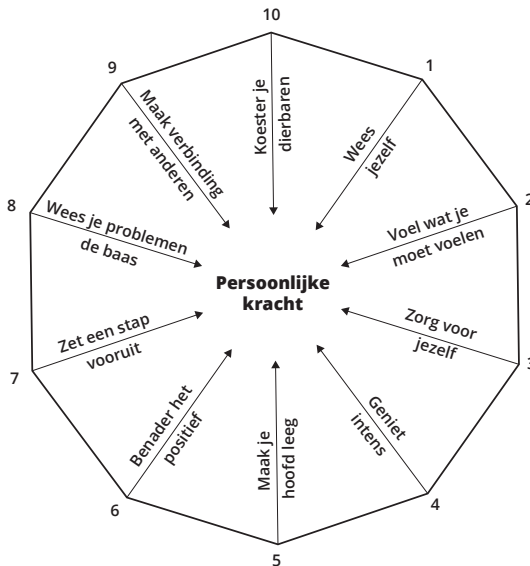 10
1
Wees
jezelf
2
Voel wat je
moet voelen
3
Zorg voor
jezelf
4
Geniet
intens
5
Maak je
hoofd leeg
6
Benader het
positief
7
Zet een stap
vooruit
8
Wees je problemen
de baas
9
Maak verbinding
met anderen
Koester je
dierbaren
Persoonlijke
kracht